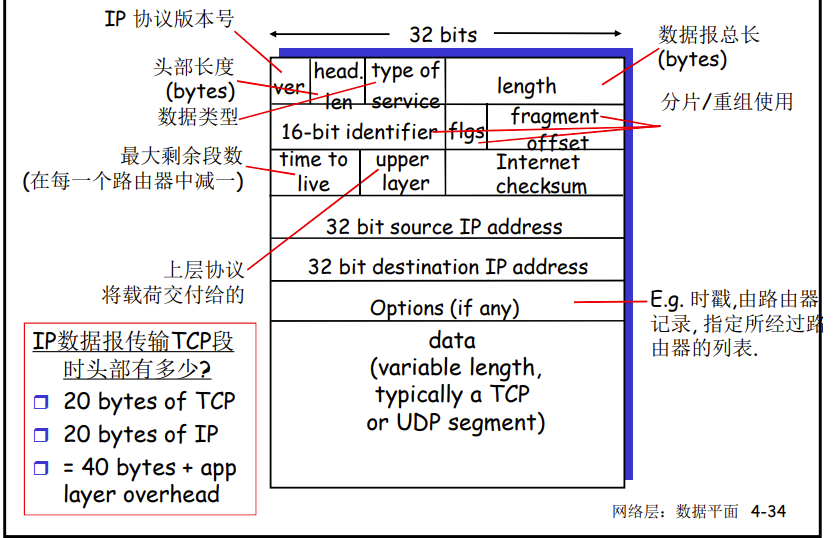 IP 协议版本号
32 bits
数据报总长
(bytes)
头部长度
(bytes)
数据类型
ver
head.
len
type of
service
length
分片/重组使用
16-bit identifier
flgs
fragment
offset
最大剩余段数
(在每一个路由器中减一)
time to
live
upper
layer
Internet
checksum
32 bit source IP address
上层协议
将载荷交付给的
32 bit destination IP address
Options (if any)
E.g. 时戳,由路由器
记录, 指定所经过路
由器的列表.
data
(variable length,
typically a TCP
or UDP segment)
IP数据报传输TCP段
时头部有多少?
20 bytes of TCP
20 bytes of IP
= 40 bytes + app
layer overhead
网络层：数据平面 4-34